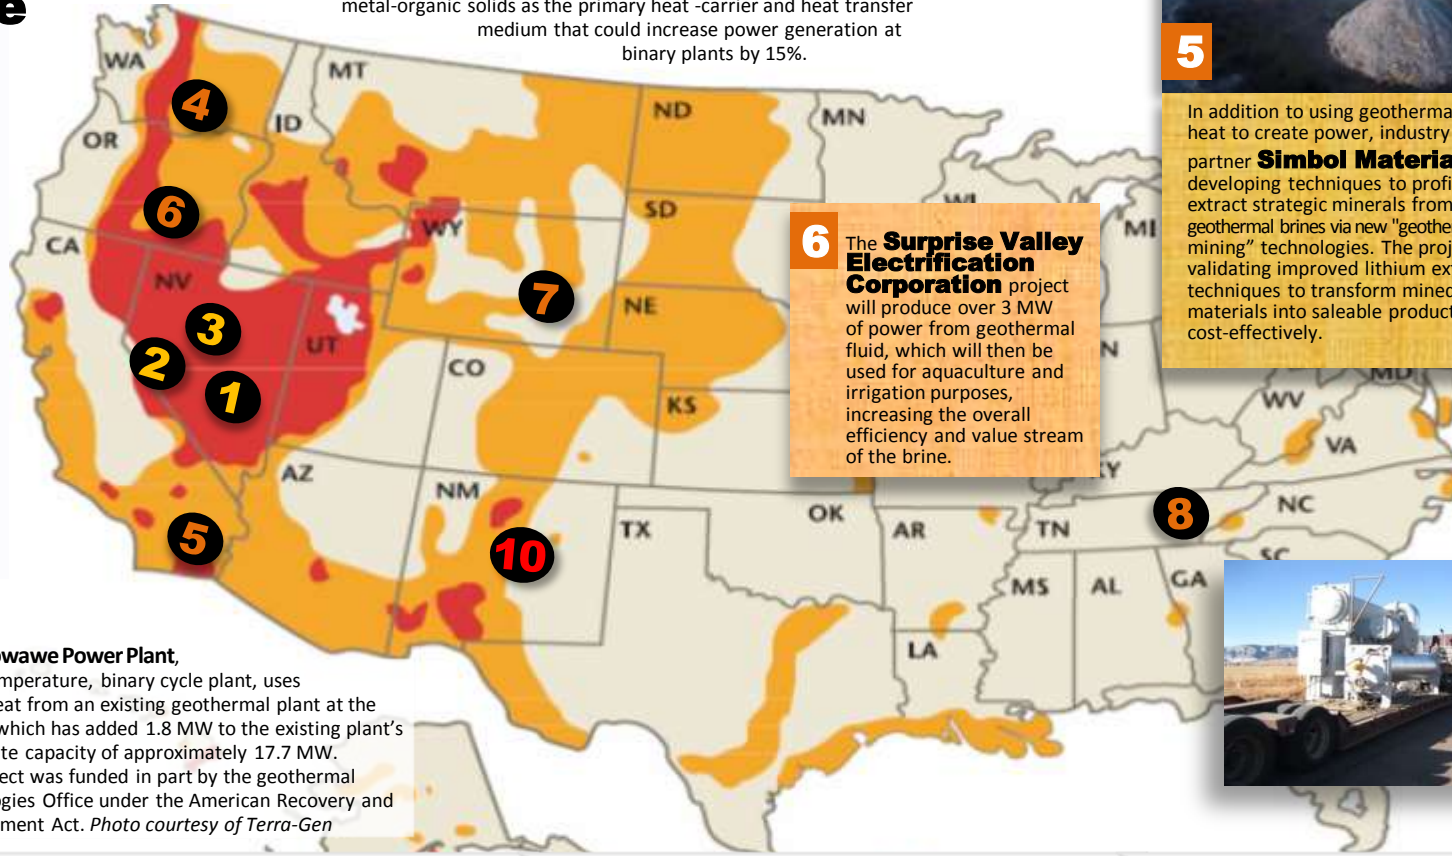 e
metal-organic solids as the primary heat -carrier and heat transfer
medium that could increase power generation at
binary plants by 15%.
WA
MT
ND
MN
OR
ID
4
5
In addition to using geotherma
heat to create power, industry
partner Simbol Materia
developing techniques to profi
extract strategic minerals from
geothermal brines via new "geothe
mining” technologies. The proj
validating improved lithium ex
techniques to transform mined
materials into saleable product
cost-effectively.
6
CA
WY
SD
WI
MI
6
The Surprise Valley
Electrification
Corporation project
will produce over 3 MW
of power from geothermal
fluid, which will then be
used for aquaculture and
irrigation purposes,
increasing the overall
efficiency and value stream
of the brine.
NV
3
7
NE
UT
2
1
CO
KS
N
MD
WV
VA
AZ
NM
KY
5
10
TX
OK
AR
TN
8
NC
SC
MS
AL
GA
LA
owawe Power Plant,
mperature, binary cycle plant, uses
eat from an existing geothermal plant at the
which has added 1.8 MW to the existing plant’s
te capacity of approximately 17.7 MW.
ect was funded in part by the geothermal
ogies Office under the American Recovery and
ment Act. Photo courtesy of Terra-Gen